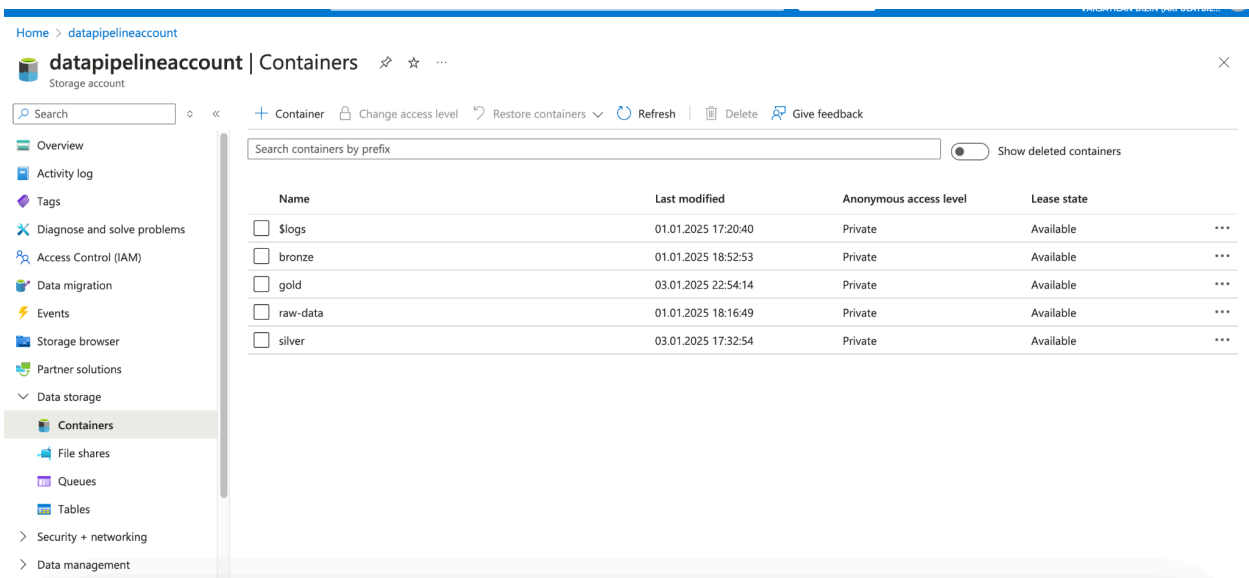 Home > datapipelineaccount
datapipelineaccount | Containers
Storage account
Search
+ Container Change access level Restore containers Refresh Delete Give feedback
Search containers by prefix
Show deleted containers
Overview
Activity log
Tags
Diagnose and solve problems
Access Control (IAM)
Data migration
Events
Storage browser
Partner solutions
Data storage
Containers
File shares
Queues
Tables
Security + networking
Data management
Name Last modified Anonymous access level Lease state
$logs 01.01.2025 17:20:40 Private Available
bronze 01.01.2025 18:52:53 Private Available
gold 03.01.2025 22:54:14 Private Available
raw-data 01.01.2025 18:16:49 Private Available
silver 03.01.2025 17:32:54 Private Available